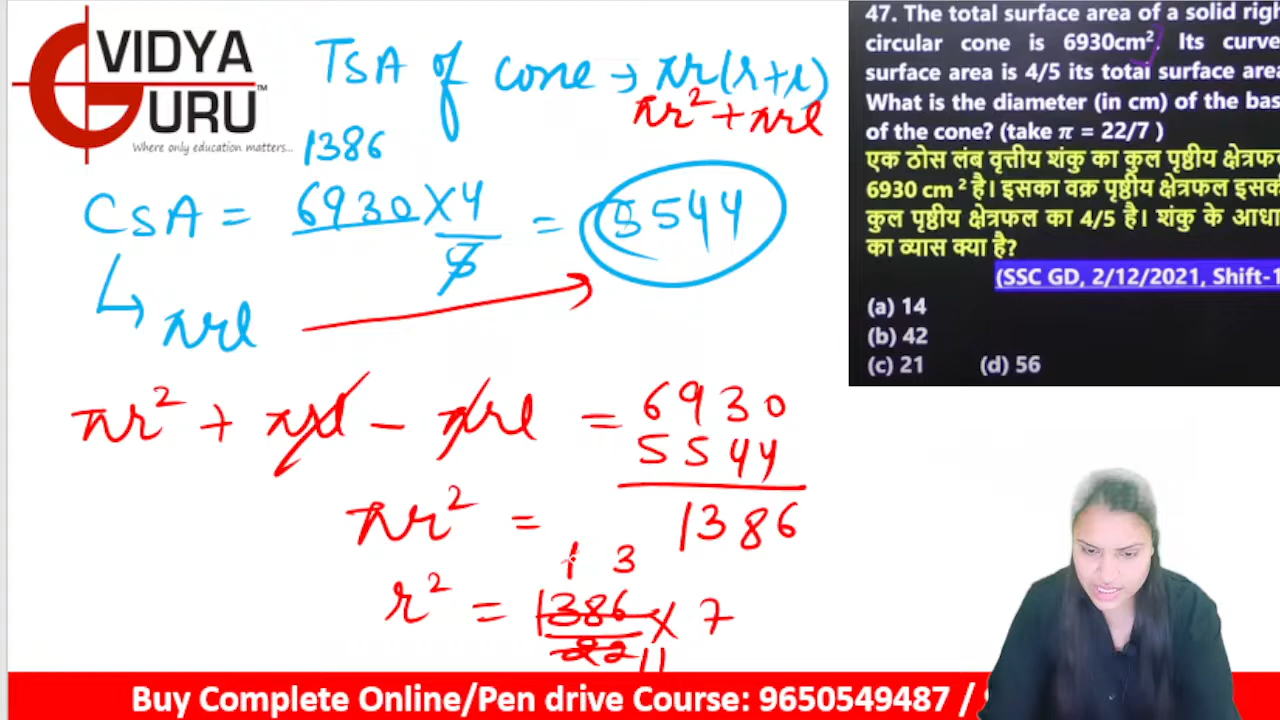 VIDYA
GURU™
Where only education matters...
TSA of cone → πr(r+l)
πr² + πrl
1386
CSA = 6930 × 4 / 5 = 5544
πrl
πr² + πrl - πrl = 6930
5544
πr² = 1386
1 3
r² = 1386 × 7
22 11
47. The total surface area of a solid righ
circular cone is 6930cm². Its curve
surface area is 4/5 its total surface area
What is the diameter (in cm) of the bas
of the cone? (take π = 22/7 )
एक ठोस लंब वृत्तीय शंकु का कुल पृष्ठीय क्षेत्रफल
6930 cm ² है। इसका वक्र पृष्ठीय क्षेत्रफल इसक
कुल पृष्ठीय क्षेत्रफल का 4/5 है। शंकु के आधा
का व्यास क्या है?
(SSC GD, 2/12/2021, Shift-1
(a) 14
(b) 42
(c) 21 (d) 56
Buy Complete Online/Pen drive Course: 9650549487 /